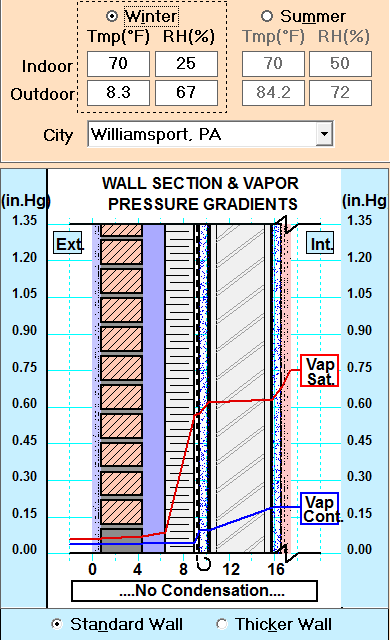 Winter Summer
Tmp(°F) RH(%) Tmp(°F) RH(%)
Indoor 70 25 70 50
Outdoor 8.3 67 84.2 72
City Williamsport, PA
WALL SECTION & VAPOR
PRESSURE GRADIENTS
(in.Hg) (in.Hg)
1.35 1.35
Ext. Int.
1.20 1.20
1.05 1.05
0.90 0.90
0.75 0.75
Vap
Sat.
0.60 0.60
0.45 0.45
0.30 0.30
Vap
0.15 0.15
Cont.
0.00 0.00
0 4 8 12 16
....No Condensation....
Standard Wall Thicker Wall